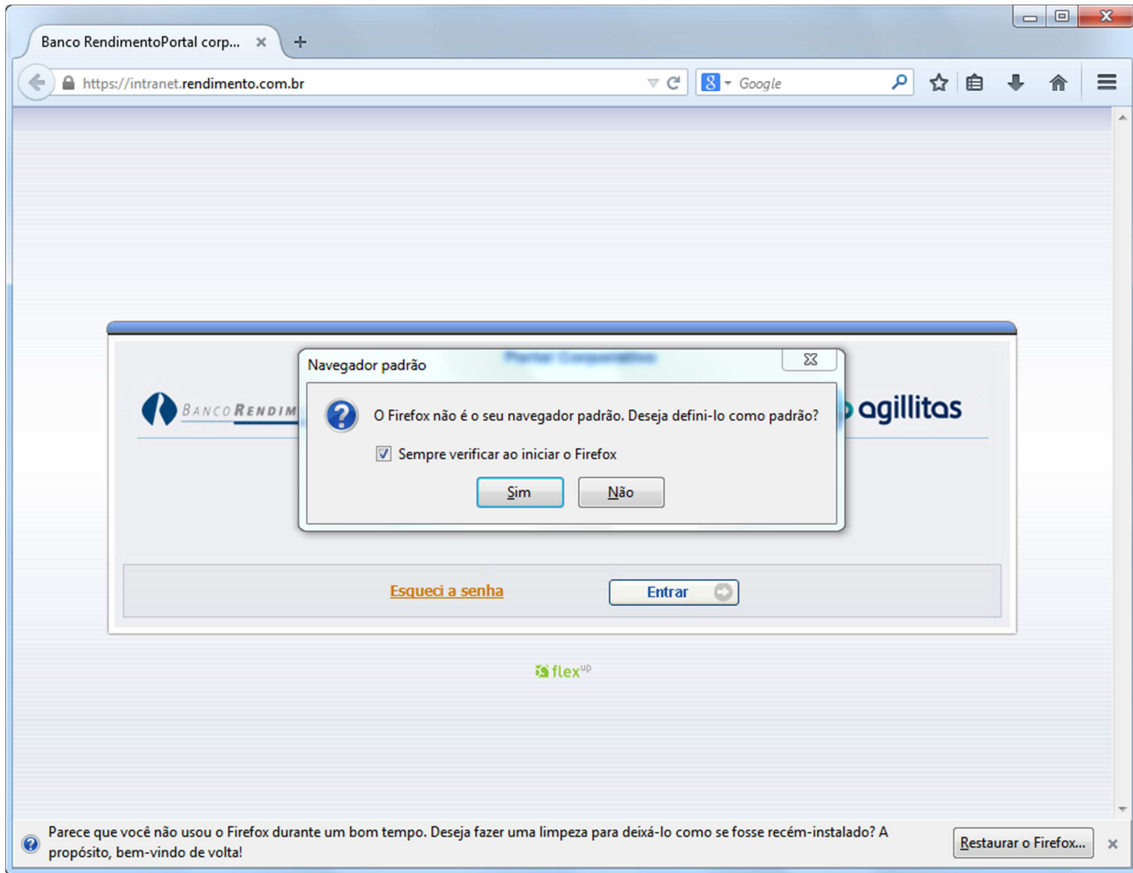 Banco RendimentoPortal corp...
https://intranet.rendimento.com.br
Google
Portal Corporativo
Navegador padrão
BANCO RENDIM
agillitas
O Firefox não é o seu navegador padrão. Deseja defini-lo como padrão?
Sempre verificar ao iniciar o Firefox
Sim
Não
Esqueci a senha
Entrar
flexup
Parece que você não usou o Firefox durante um bom tempo. Deseja fazer uma limpeza para deixá-lo como se fosse recém-instalado? A
propósito, bem-vindo de volta!
Restaurar o Firefox...